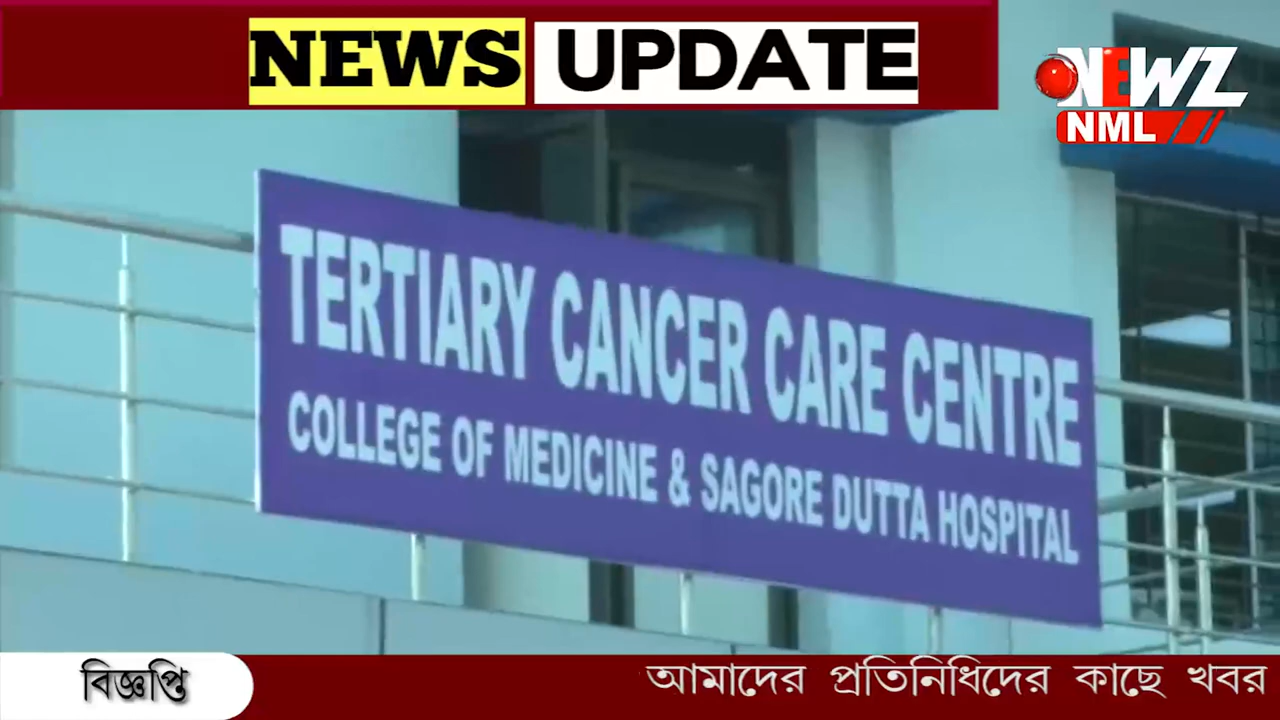 NEWS UPDATE
NEWZ
NML
TERTIARY CANCER CARE CENTRE
COLLEGE OF MEDICINE & SAGORE DUTTA HOSPITAL
বিজ্ঞপ্তি
আমাদের প্রতিনিধিদের কাছে খবর